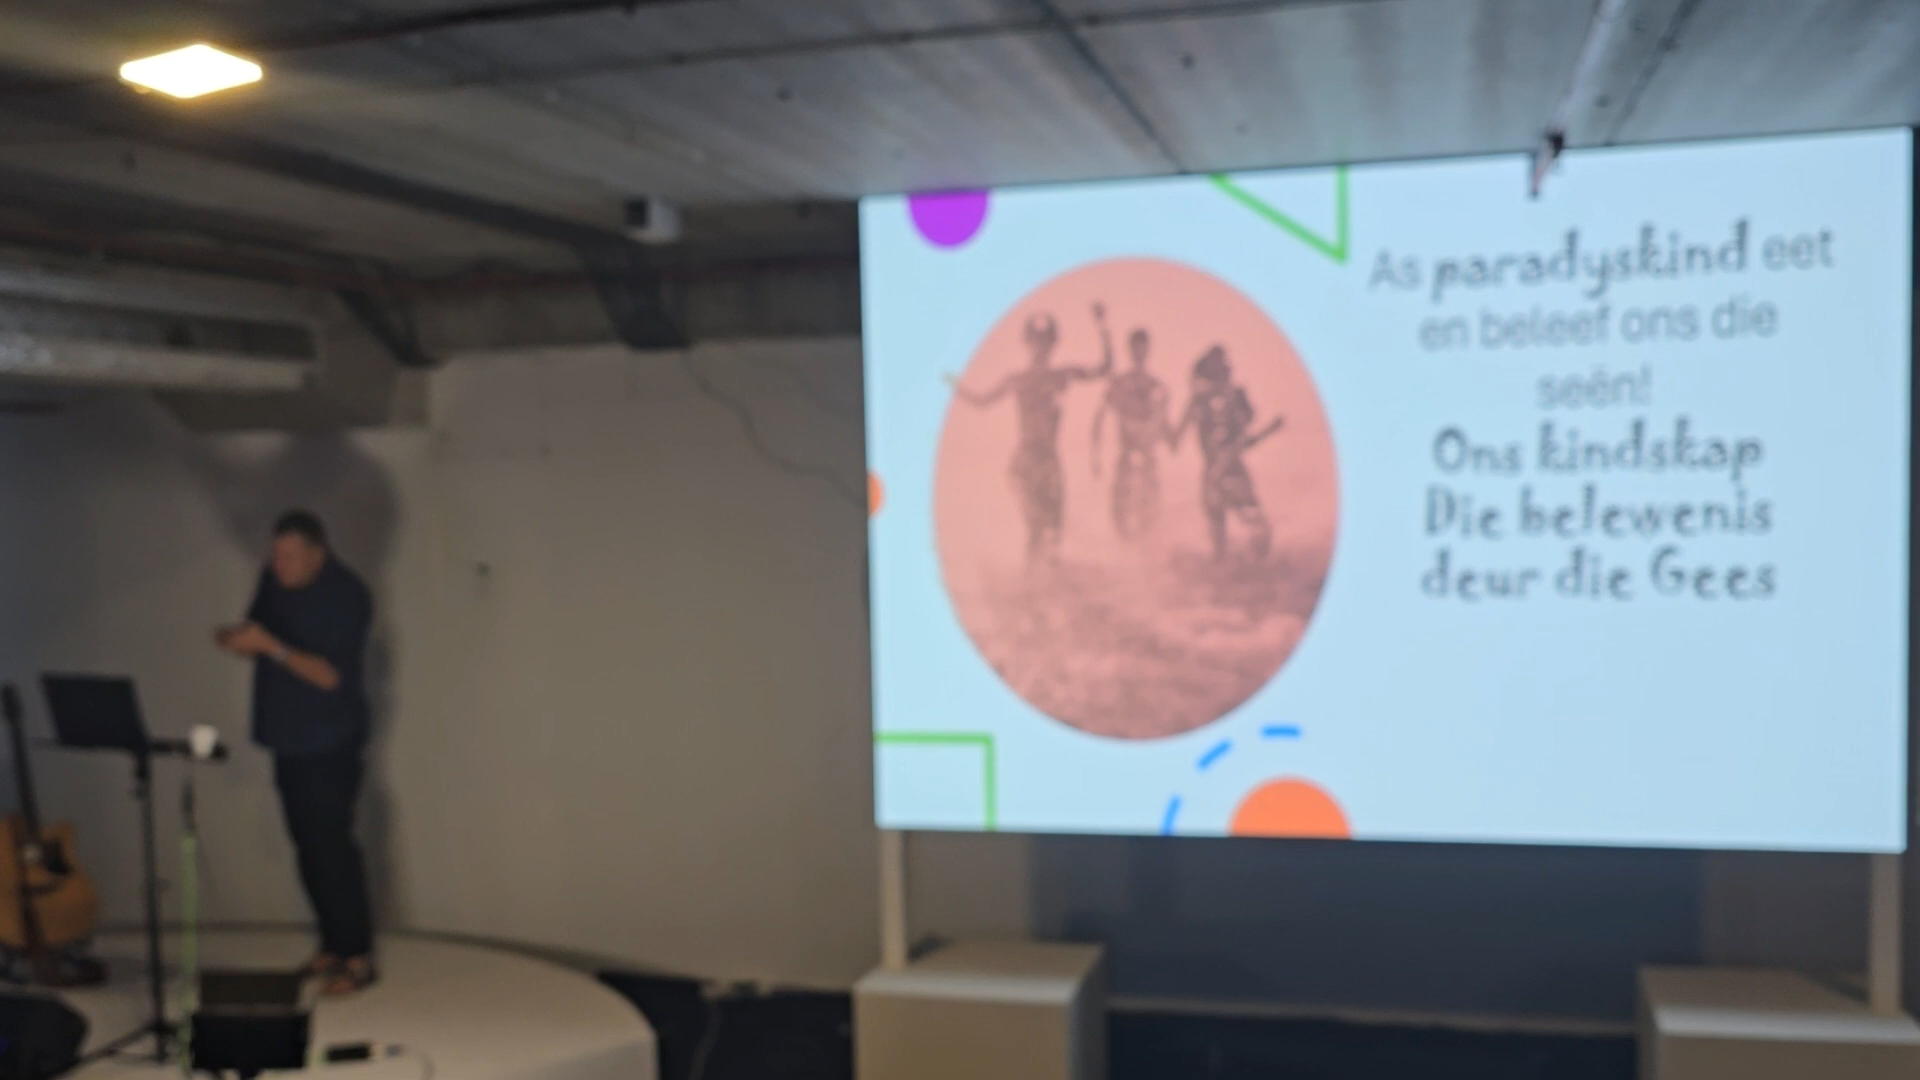 As paradyskind eet
en beleef ons die
seën!
Ons kindskap
Die belewenis
deur die Gees